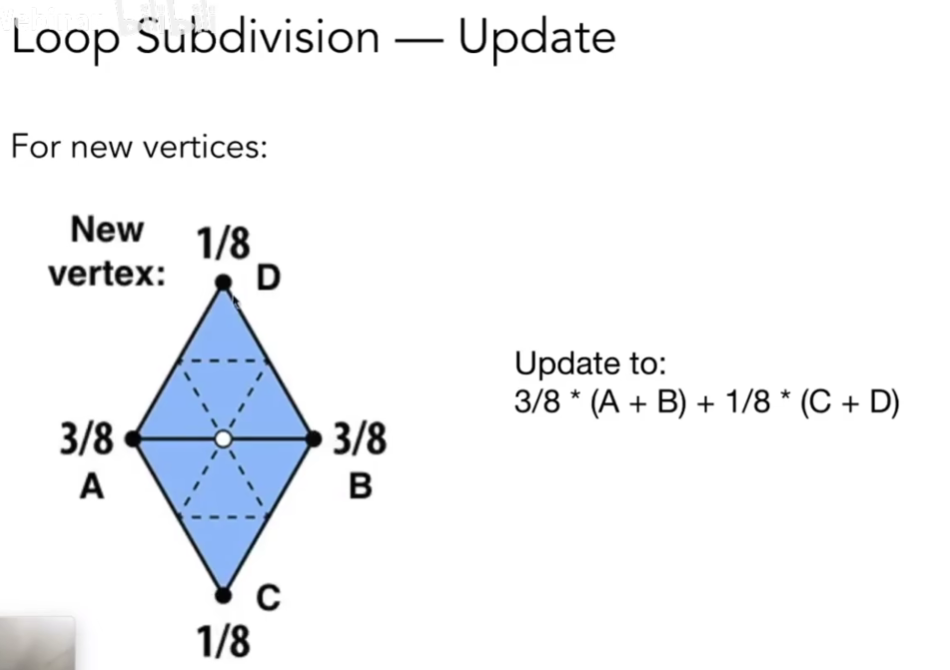 Loop Subdivision — Update
For new vertices:
New
vertex:
1/8
D
3/8
A
3/8
B
C
1/8
Update to:
3/8 * (A + B) + 1/8 * (C + D)